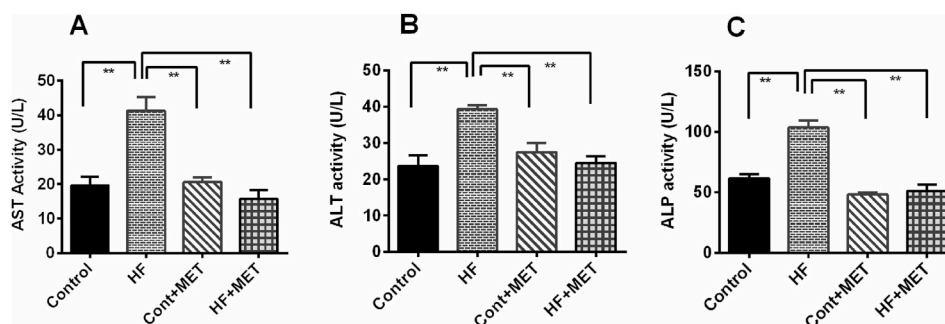 A
**
**
**
AST Activity (U/L)
50
40
30
20
10
0
Control
HF
Cont+MET
HF+MET
B
**
**
**
ALT activity (U/L)
50
40
30
20
10
0
Control
HF
Cont+MET
HF+MET
C
**
**
**
ALP activity (U/L)
150
100
50
0
Control
HF
Cont+MET
HF+MET